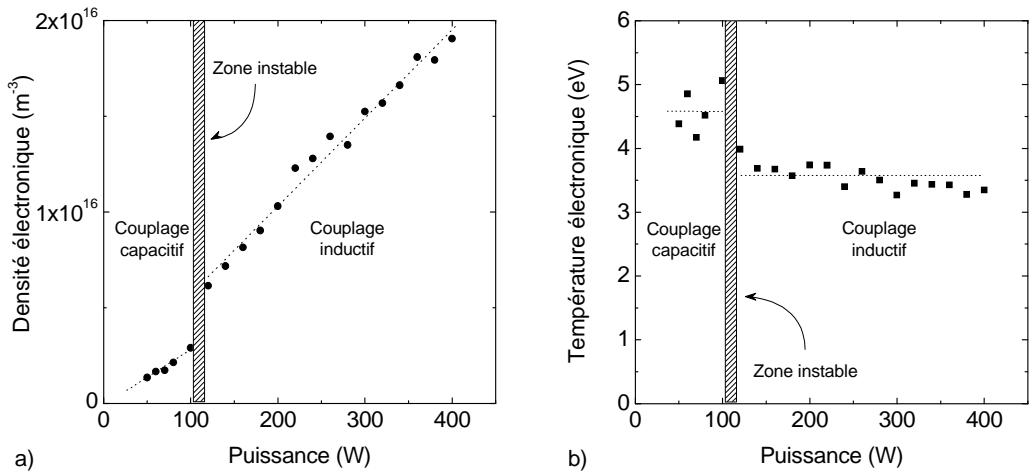 2x10^16
1x10^16
0
Densité électronique (m^-3)
Zone instable
Couplage
capacitif
Couplage
inductif
0 100 200 300 400
Puissance (W)
a)
6
5
4
3
2
1
0
Température électronique (eV)
Couplage
capacitif
Couplage
inductif
Zone instable
0 100 200 300 400
Puissance (W)
b)